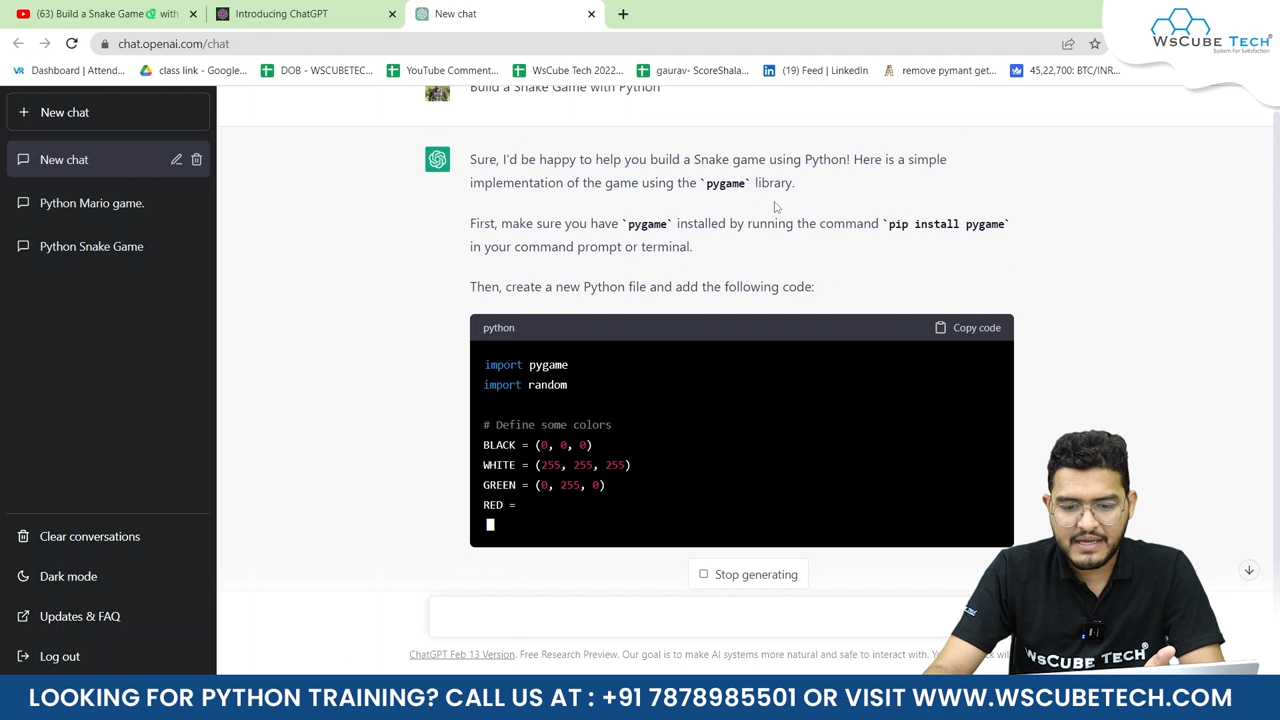 (63) Build a Snake Game with
Introducing ChatGPT
New chat
WsCube Tech
System For Satisfaction
chat.openai.com/chat
Dashboard | Attend...
class link - Google...
DOB - WSCUBETEC...
YouTube Comment...
WsCube Tech 2022...
gaurav- ScoreShala...
(19) Feed | LinkedIn
remove pymant get...
45,22,700: BTC/INR...
New chat
New chat
Python Mario game.
Python Snake Game
Clear conversations
Dark mode
Updates & FAQ
Log out
Build a Snake Game with Python
Sure, I'd be happy to help you build a Snake game using Python! Here is a simple
implementation of the game using the `pygame` library.
First, make sure you have `pygame` installed by running the command `pip install pygame`
in your command prompt or terminal.
Then, create a new Python file and add the following code:
python
Copy code
import pygame
import random
# Define some colors
BLACK = (0, 0, 0)
WHITE = (255, 255, 255)
GREEN = (0, 255, 0)
RED =
Stop generating
ChatGPT Feb 13 Version. Free Research Preview. Our goal is to make AI systems more natural and safe to interact with.
WsCUBE TECH
LOOKING FOR PYTHON TRAINING? CALL US AT : +91 7878985501 OR VISIT WWW.WSCUBETECH.COM